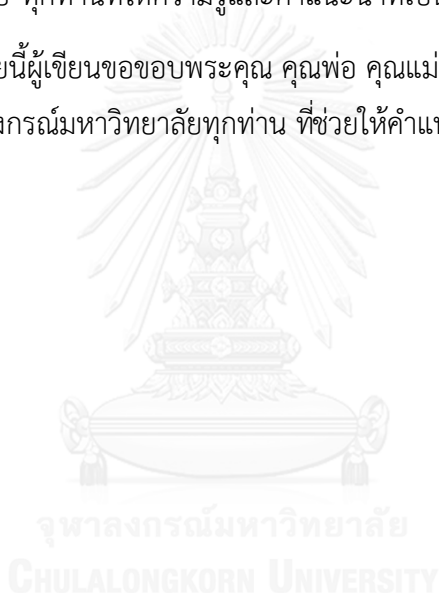 ทุกท่านที่ให้ความรู้และคำแนะนำ
ยนี้ผู้เขียนขอขอบพระคุณ คุณพ่อ คุณแม่
งกรณ์มหาวิทยาลัยทุกท่าน ที่ช่วยให้คำแน
จุฬาลงกรณ์มหาวิทยาลัย
CHULALONGKORN UNIVERSITY